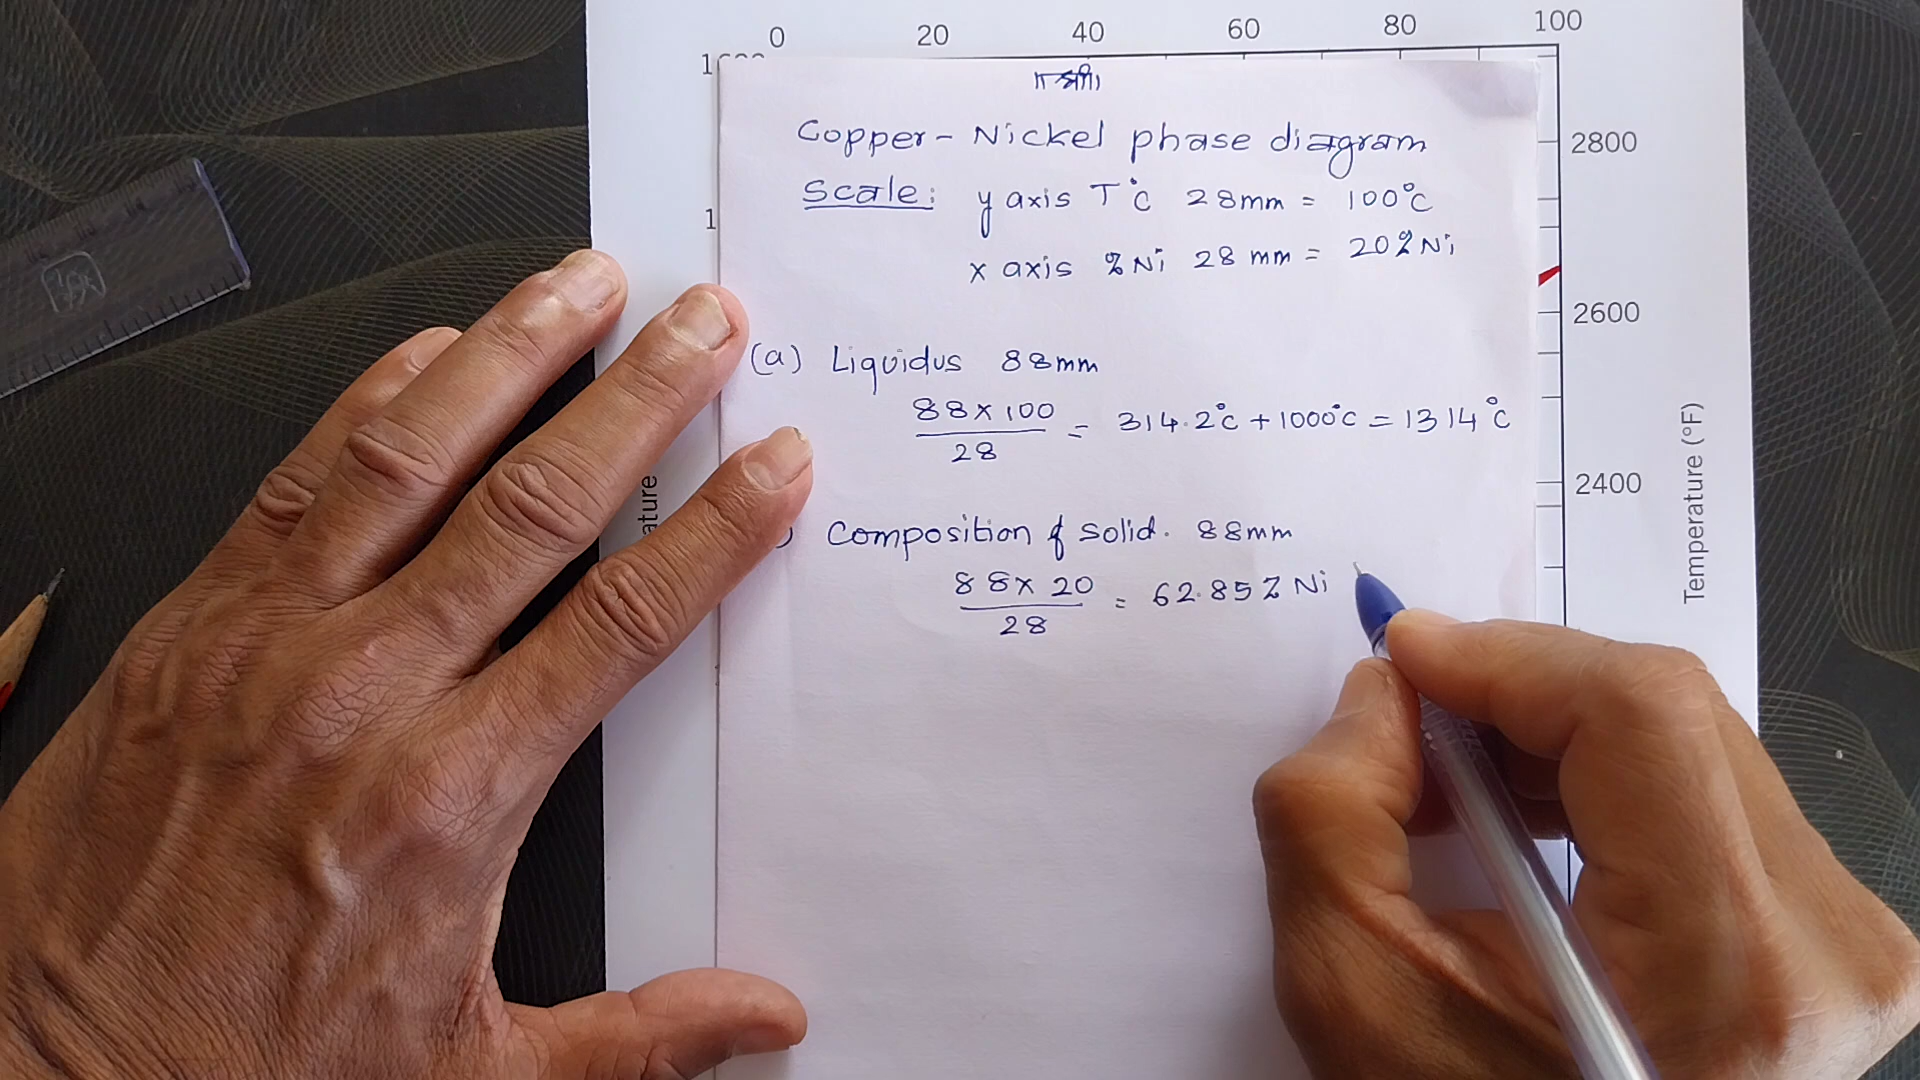 0 20 40 60 80 100
॥ श्री ॥
Copper - Nickel phase diagram
2800
Scale: y axis T°C 28mm = 100°C
x axis % Ni 28 mm = 20% Ni
2600
(a) Liquidus 88mm
88 x 100 / 28 = 314.2°C + 1000°C = 1314°C
2400
Temperature (°F)
) Composition of solid. 88mm
88 x 20 / 28 = 62.85% Ni